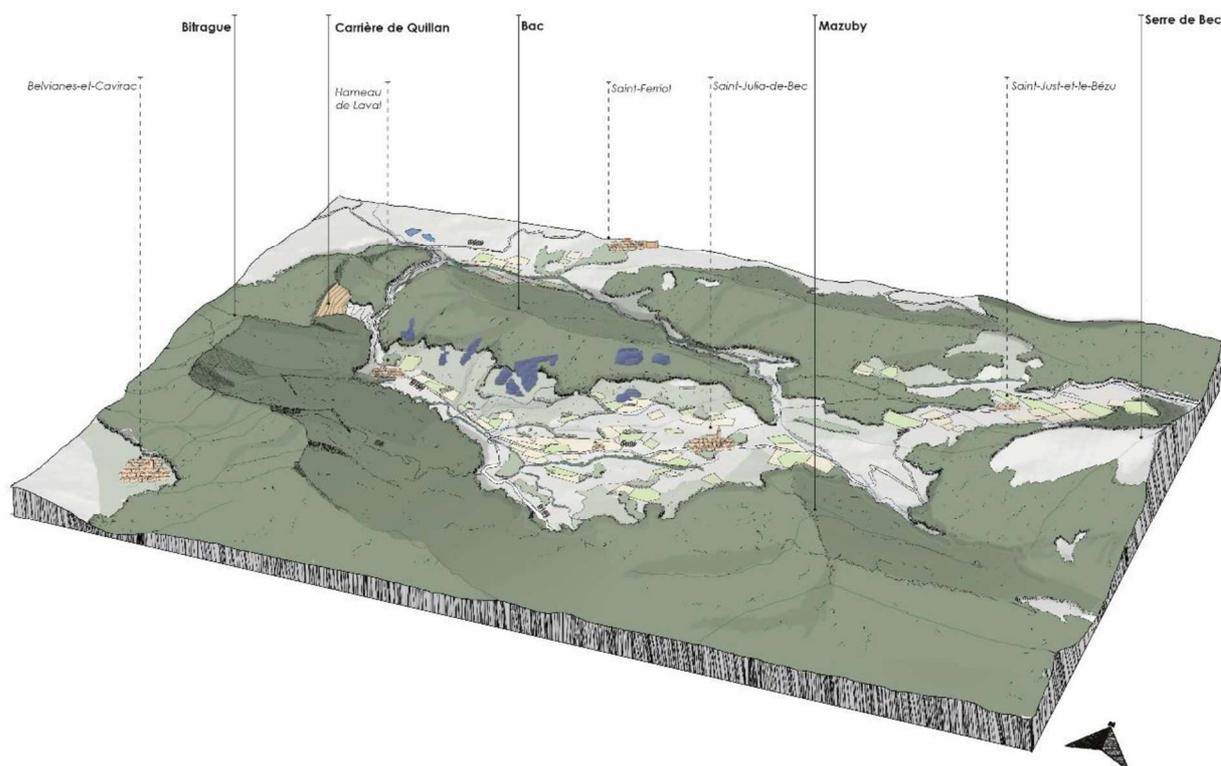 Bitrague
Carrière de Quillan
Bac
Mazuby
Serre de Bec
Belvianes-et-Cavirac
Hameau
de Laval
Saint-Ferriol
Saint-Julia-de-Bec
Saint-Just-et-le-Bézu